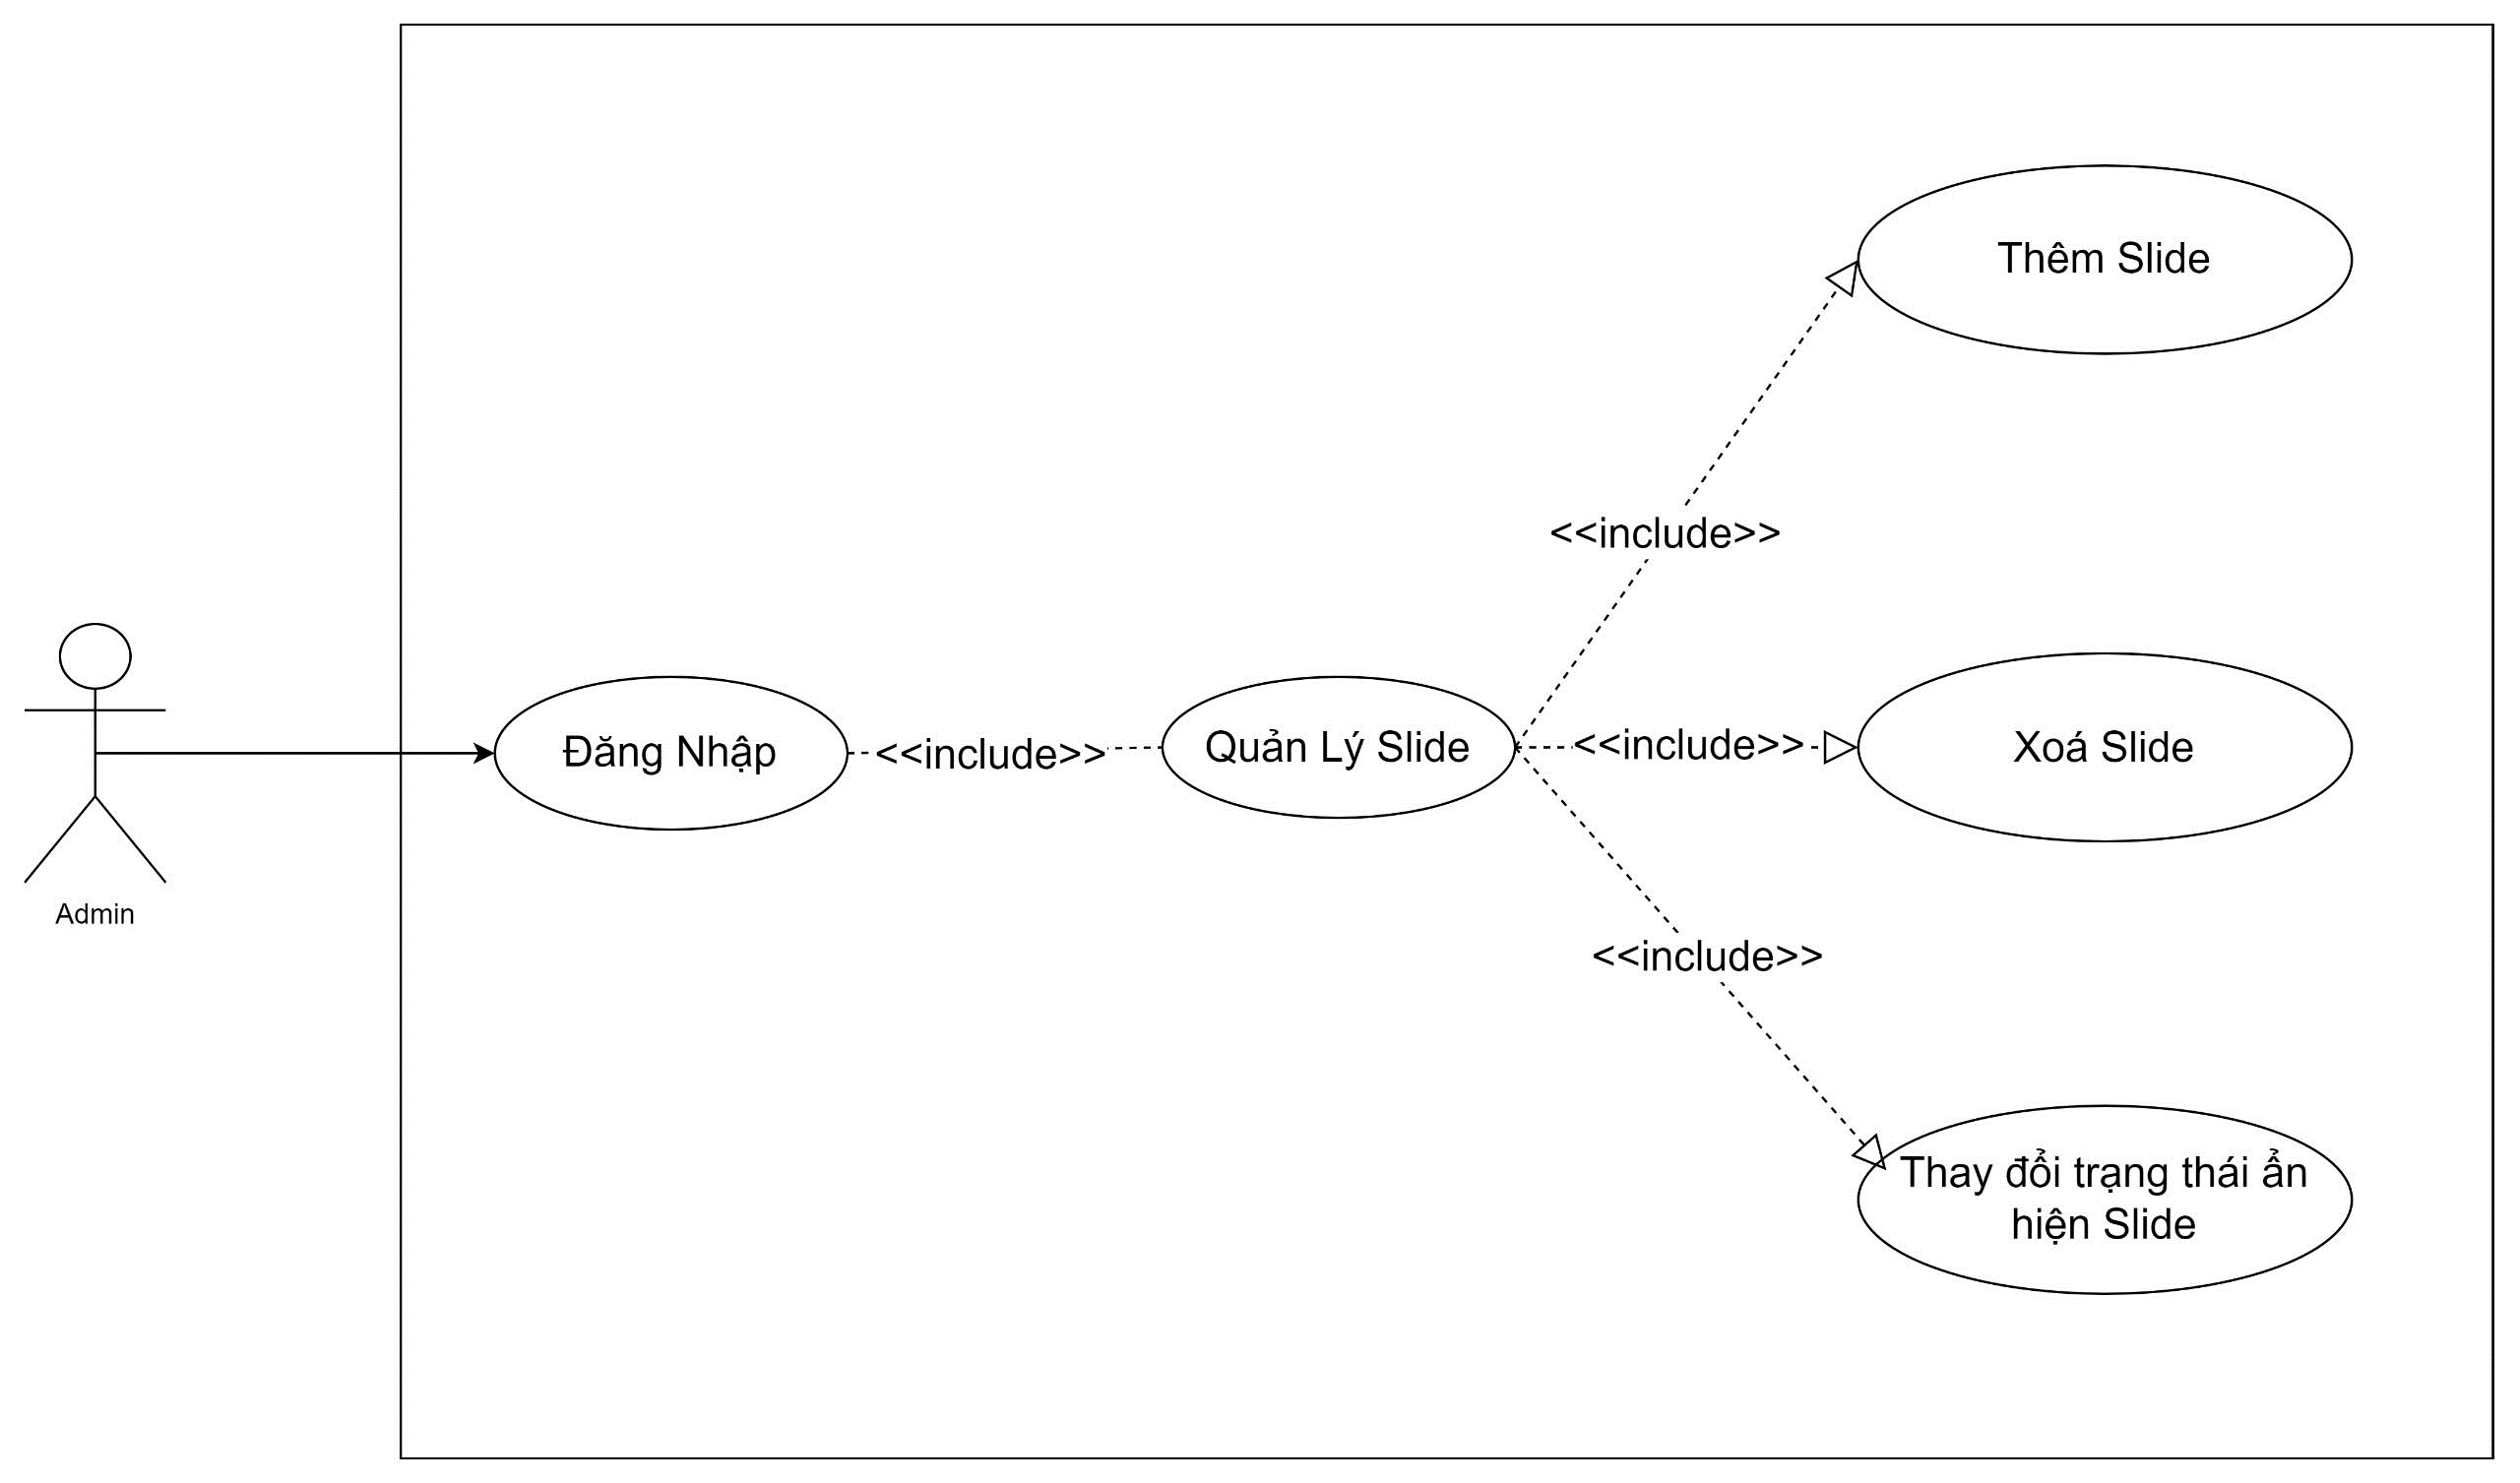 Thêm Slide
<<include>>
Đăng Nhập
<<include>>
Quản Lý Slide
<<include>>
Xoá Slide
Admin
<<include>>
Thay đổi trạng thái ẩn
hiện Slide